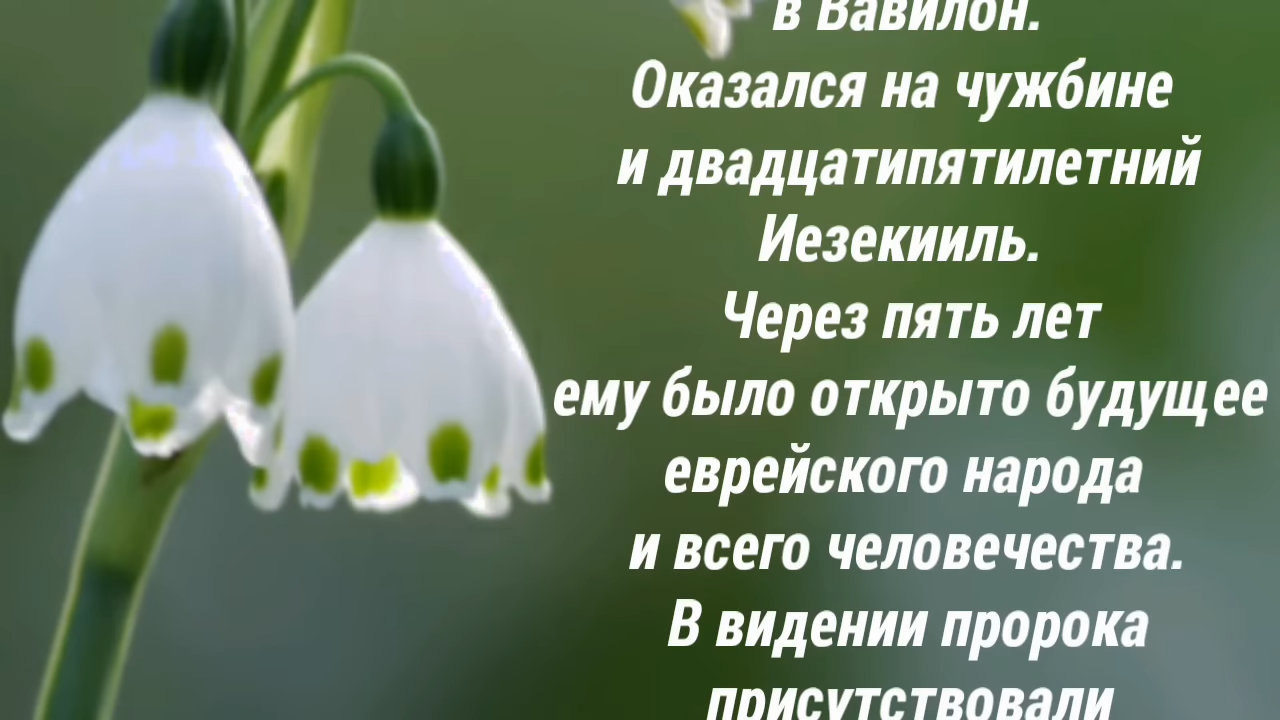 в Вавилон.
Оказался на чужбине
и двадцатипятилетний
Иезекииль.
Через пять лет
ему было открыто будущее
еврейского народа
и всего человечества.
В видении пророка
присутствовали